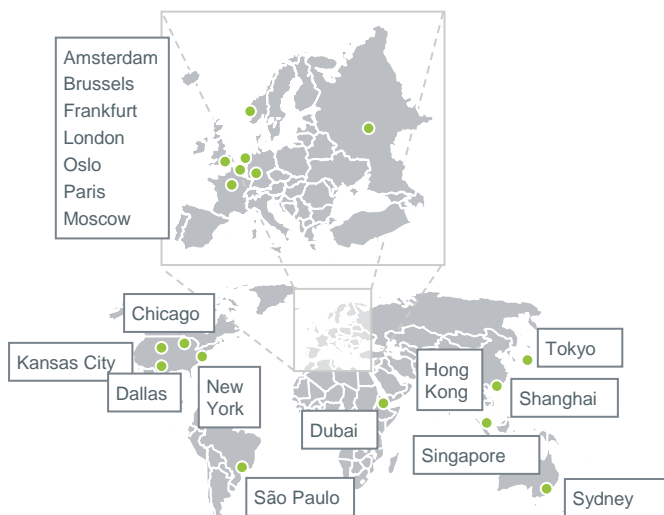 Amsterdam
Brussels
Frankfurt
London
Oslo
Paris
Moscow
Chicago
Kansas City
Dallas
New
York
Tokyo
Hong
Kong
Shanghai
Dubai
Singapore
São Paulo
Sydney